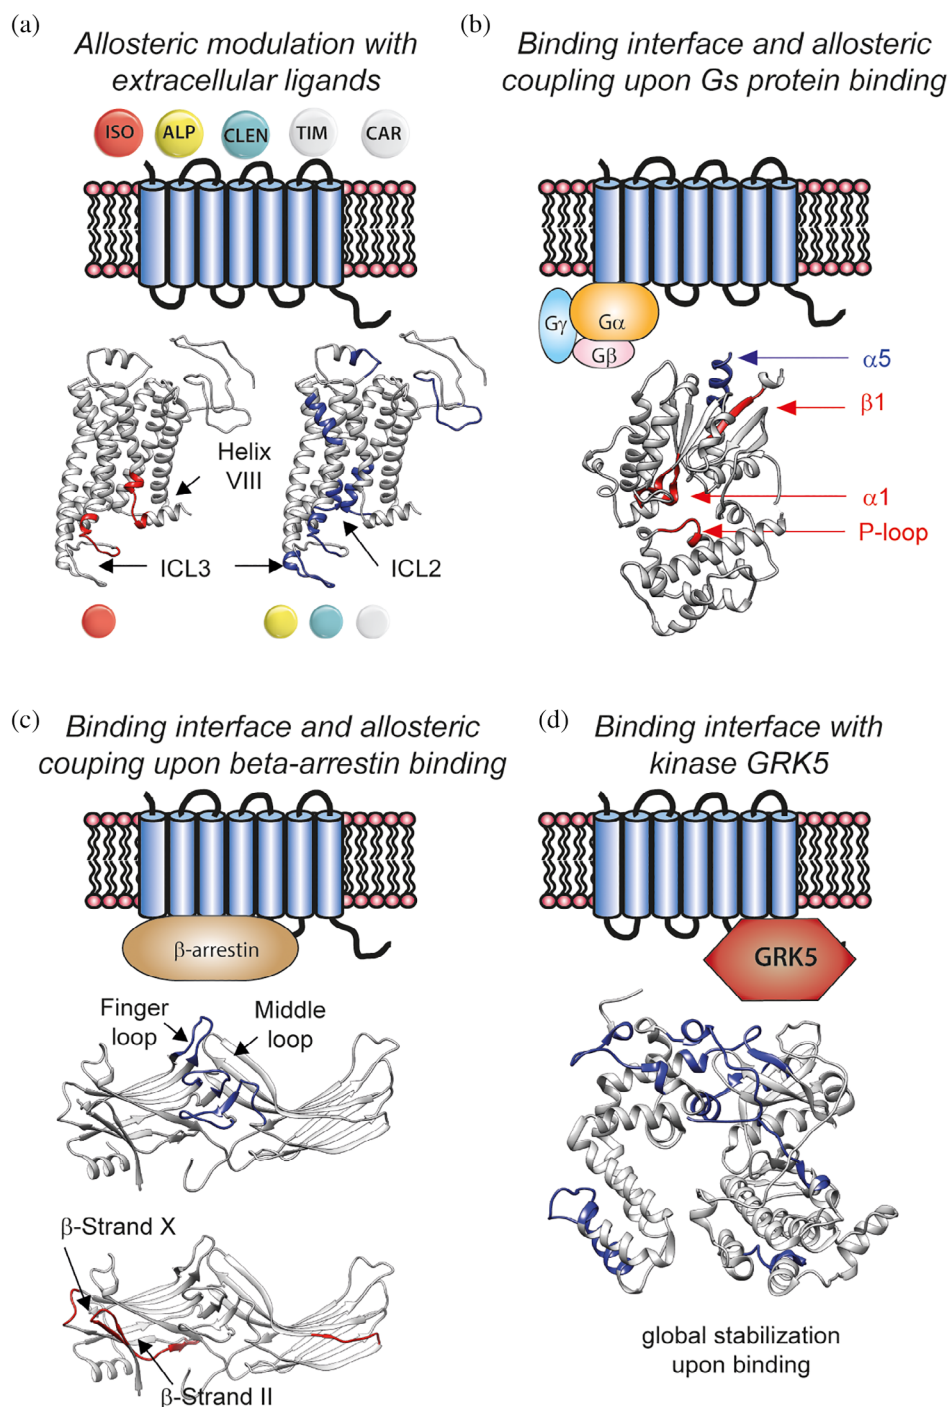 (a)
Allosteric modulation with
extracellular ligands
ISO ALP CLEN TIM CAR
Helix
VIII
ICL3 ICL2
(b)
Binding interface and allosteric
coupling upon Gs protein binding
Gγ Gα
Gβ
α5
β1
α1
P-loop
(c)
Binding interface and allosteric
couping upon beta-arrestin binding
β-arrestin
Finger
loop
Middle
loop
β-Strand X
β-Strand II
(d)
Binding interface with
kinase GRK5
GRK5
global stabilization
upon binding